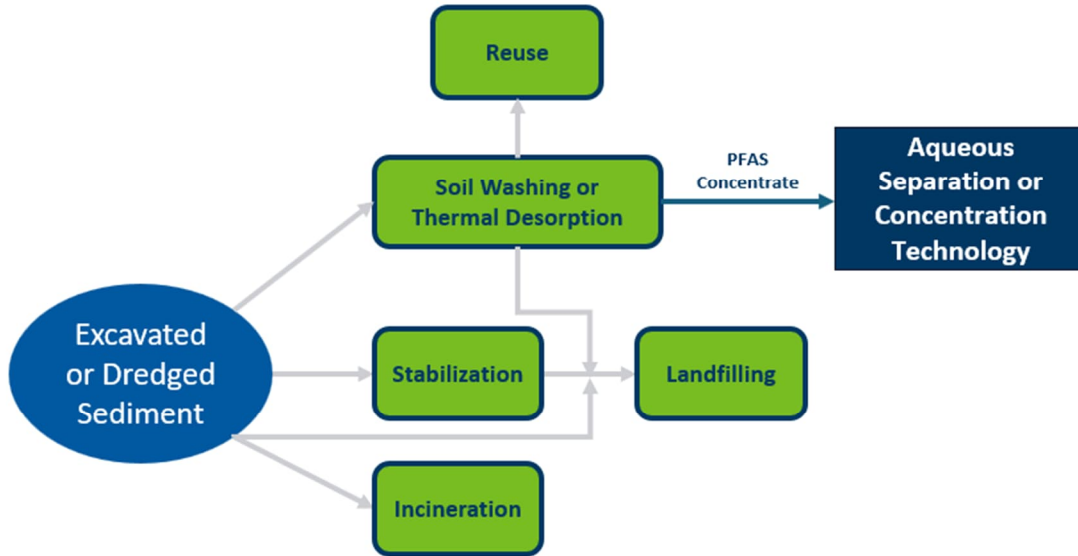 Reuse
Soil Washing or
Thermal Desorption
PFAS
Concentrate
Aqueous
Separation or
Concentration
Technology
Excavated
or Dredged
Sediment
Stabilization
Landfilling
Incineration